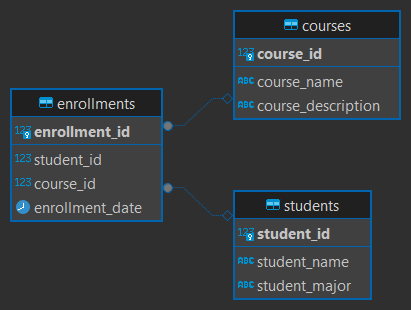 courses
123 course_id
ABC course_name
ABC course_description
enrollments
123 enrollment_id
123 student_id
123 course_id
enrollment_date
students
123 student_id
ABC student_name
ABC student_major